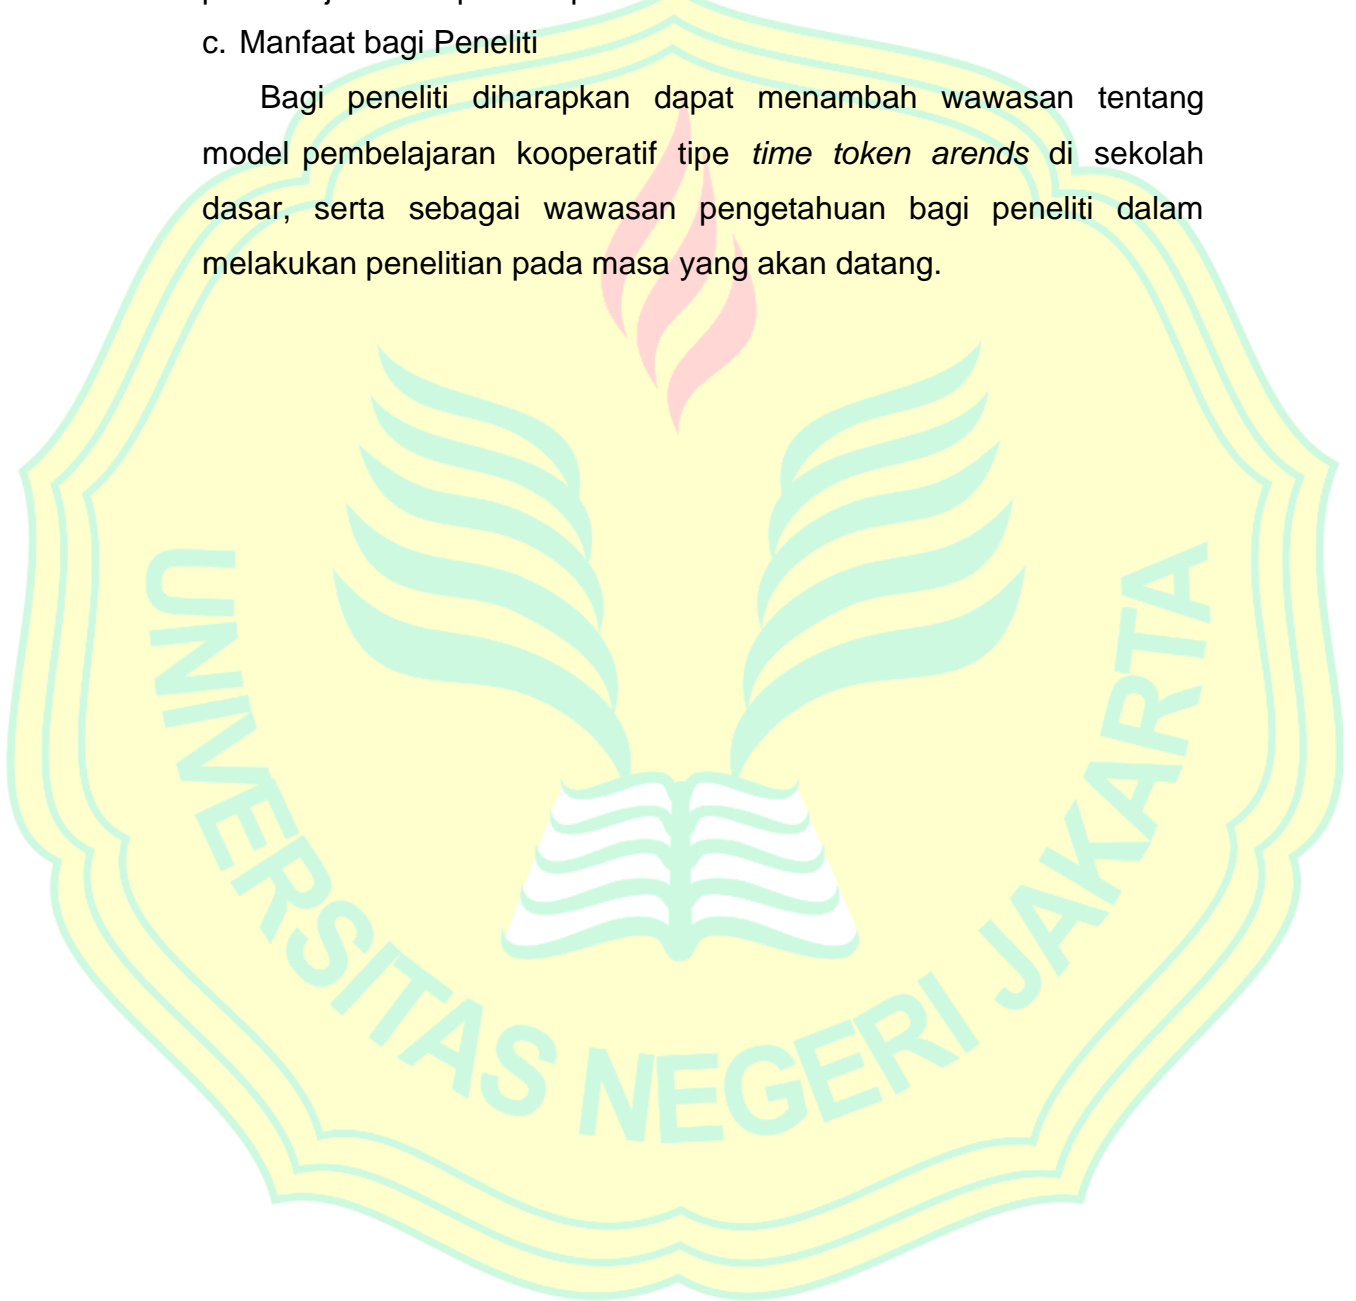 c. Manfaat bagi Peneliti
Bagi peneliti diharapkan dapat menambah wawasan tentang
model pembelajaran kooperatif tipe time token arends di sekolah
dasar, serta sebagai wawasan pengetahuan bagi peneliti dalam
melakukan penelitian pada masa yang akan datang.
UNIVERSITAS NEGERI JAKARTA